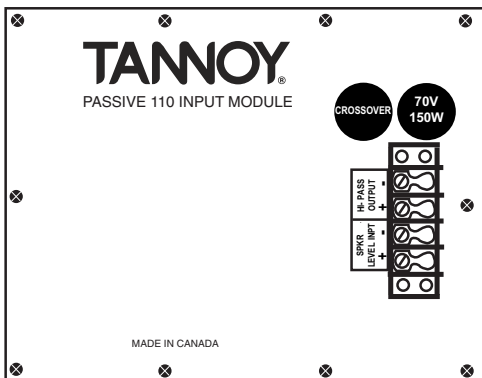 TANNOY®
PASSIVE 110 INPUT MODULE
CROSSOVER
70V
150W
HI- PASS
OUTPUT
- +
SPKR
LEVEL INPT
- +
MADE IN CANADA